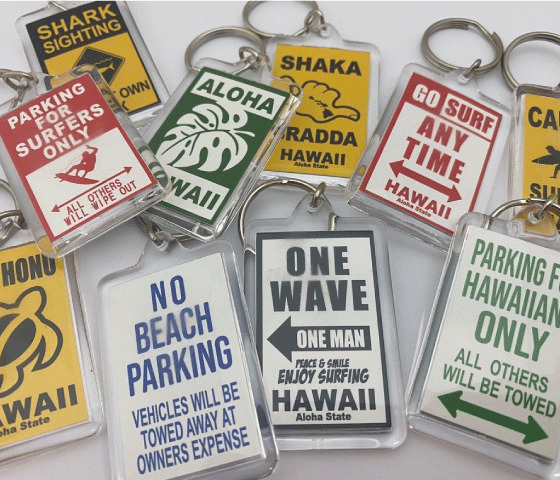 SHARK
SIGHTING
OWN
PARKING
FOR
SURFERS
ONLY
ALL OTHERS
WILL WIPE OUT
ALOHA
WAII
SHAKA
BRADDA
HAWAII
Aloha State
GO SURF
ANY
TIME
HAWAII
Aloha State
CA
SU
HONU
WAII
ha State
NO
BEACH
PARKING
VEHICLES WILL BE
TOWED AWAY AT
OWNERS EXPENSE
ONE
WAVE
ONE MAN
PEACE & SMILE
ENJOY SURFING
HAWAII
Aloha State
PARKING F
HAWAIIAN
ONLY
ALL OTHERS
WILL BE TOWED